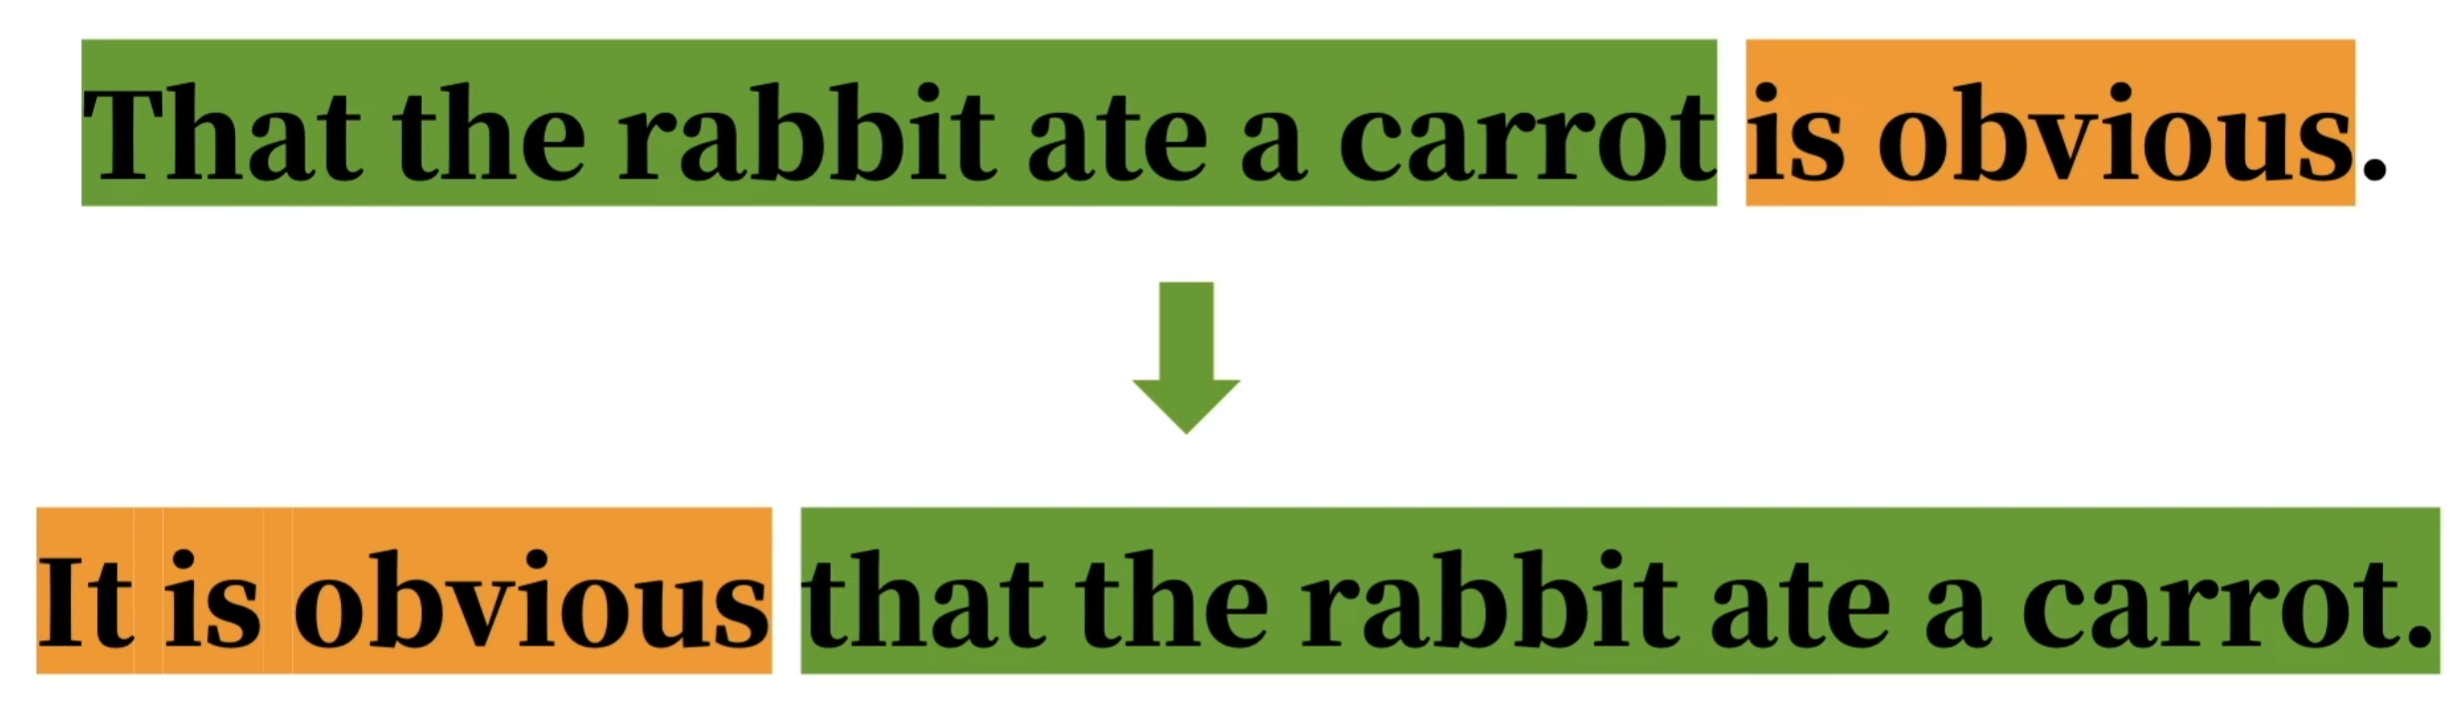 That the rabbit ate a carrot is obvious.
It is obvious that the rabbit ate a carrot.